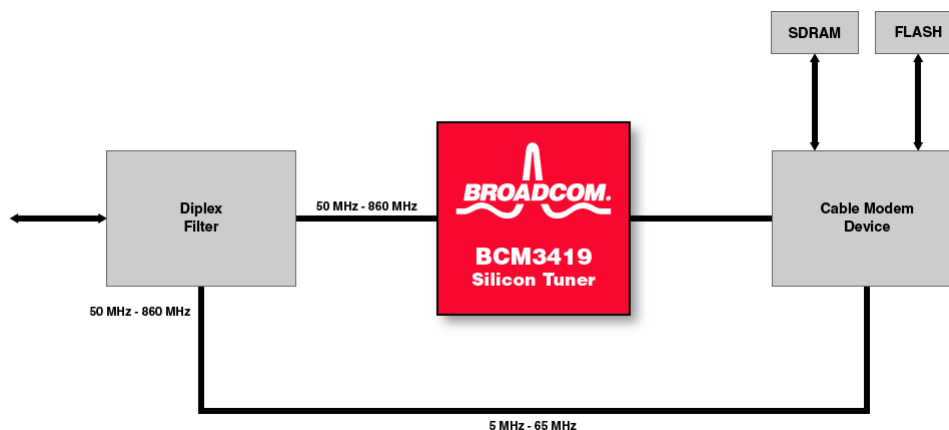 SDRAM
FLASH
Diplex
Filter
50 MHz - 860 MHz
BROADCOM.
BCM3419
Silicon Tuner
Cable Modem
Device
50 MHz - 860 MHz
5 MHz - 65 MHz